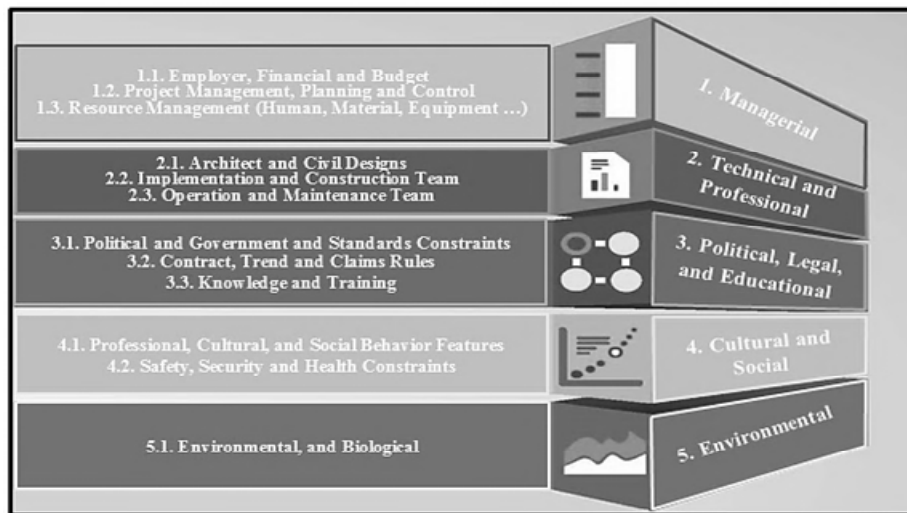 1.1. Employer, Financial and Budget
1.2. Project Management, Planning and Control
1.3. Resource Management (Human, Material, Equipment ...)
1. Managerial
2.1. Architect and Civil Designs
2.2. Implementation and Construction Team
2.3. Operation and Maintenance Team
2. Technical and
Professional
3.1. Political and Government and Standards Constraints
3.2. Contract, Trend and Claims Rules
3.3. Knowledge and Training
3. Political, Legal,
and Educational
4.1. Professional, Cultural, and Social Behavior Features
4.2. Safety, Security and Health Constraints
4. Cultural and
Social
5.1. Environmental, and Biological
5. Environmental